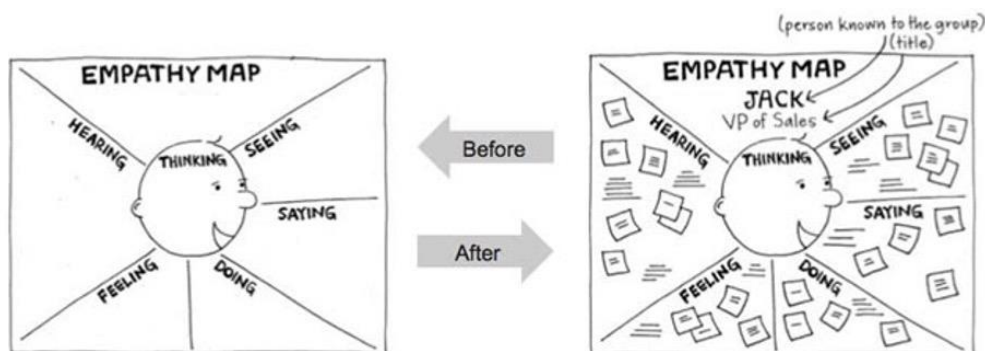 EMPATHY MAP
HEARING
THINKING
SEEING
SAYING
FEELING
DOING
Before
After
(person known to the group)
(title)
EMPATHY MAP
JACK
VP of Sales
HEARING
THINKING
SEEING
SAYING
FEELING
DOING